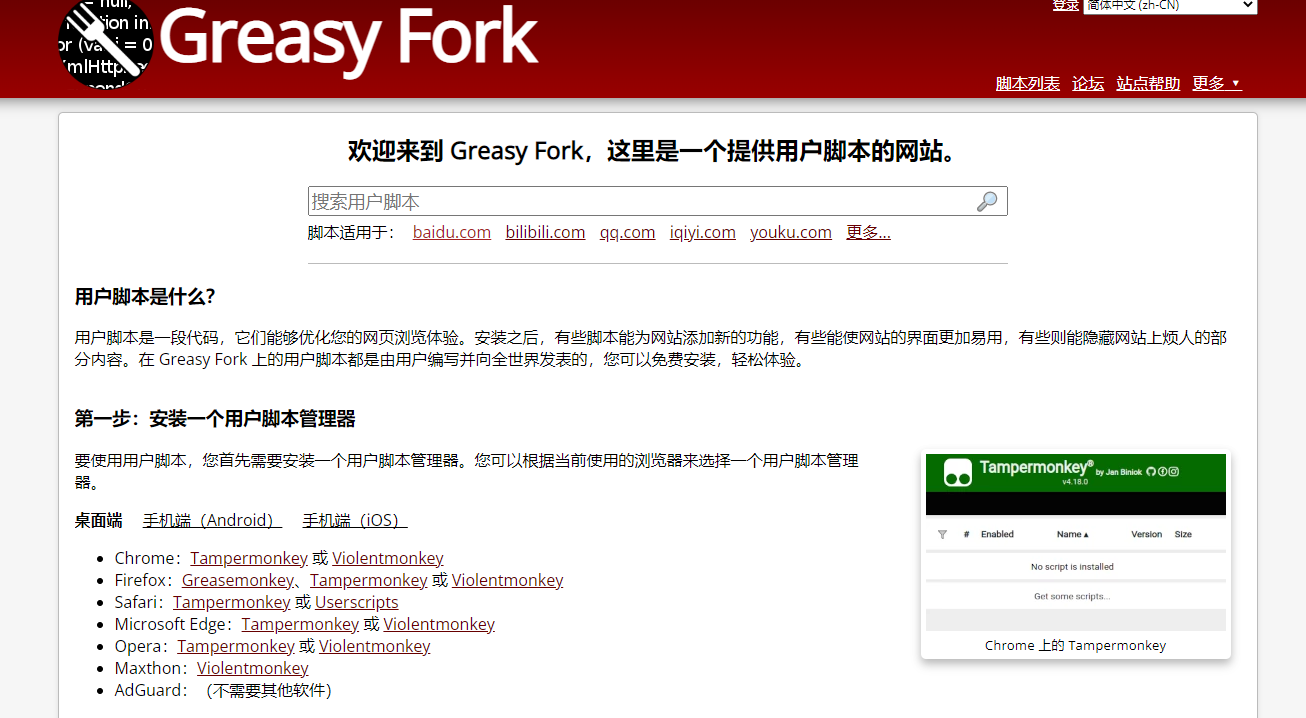 = null,
tion in
or (va i = 0
XmlHttp
Greasy Fork
登录 简体中文 (zh-CN)
脚本列表 论坛 站点帮助 更多 ▼
欢迎来到 Greasy Fork，这里是一个提供用户脚本的网站。
搜索用户脚本
脚本适用于： baidu.com bilibili.com qq.com iqiyi.com youku.com 更多...
用户脚本是什么？
用户脚本是一段代码，它们能够优化您的网页浏览体验。安装之后，有些脚本能为网站添加新的功能，有些能使网站的界面更加易用，有些则能隐藏网站上烦人的部
分内容。在 Greasy Fork 上的用户脚本都是由用户编写并向全世界发表的，您可以免费安装，轻松体验。
第一步：安装一个用户脚本管理器
要使用用户脚本，您首先需要安装一个用户脚本管理器。您可以根据当前使用的浏览器来选择一个用户脚本管理
器。
桌面端 手机端（Android） 手机端（iOS）
• Chrome：Tampermonkey 或 Violentmonkey
• Firefox：Greasemonkey、Tampermonkey 或 Violentmonkey
• Safari：Tampermonkey 或 Userscripts
• Microsoft Edge：Tampermonkey 或 Violentmonkey
• Opera：Tampermonkey 或 Violentmonkey
• Maxthon：Violentmonkey
• AdGuard：（不需要其他软件）
Tampermonkey® by Jan Biniok
v4.18.0
# Enabled Name ▲ Version Size
No script is installed
Get some scripts...
Chrome 上的 Tampermonkey